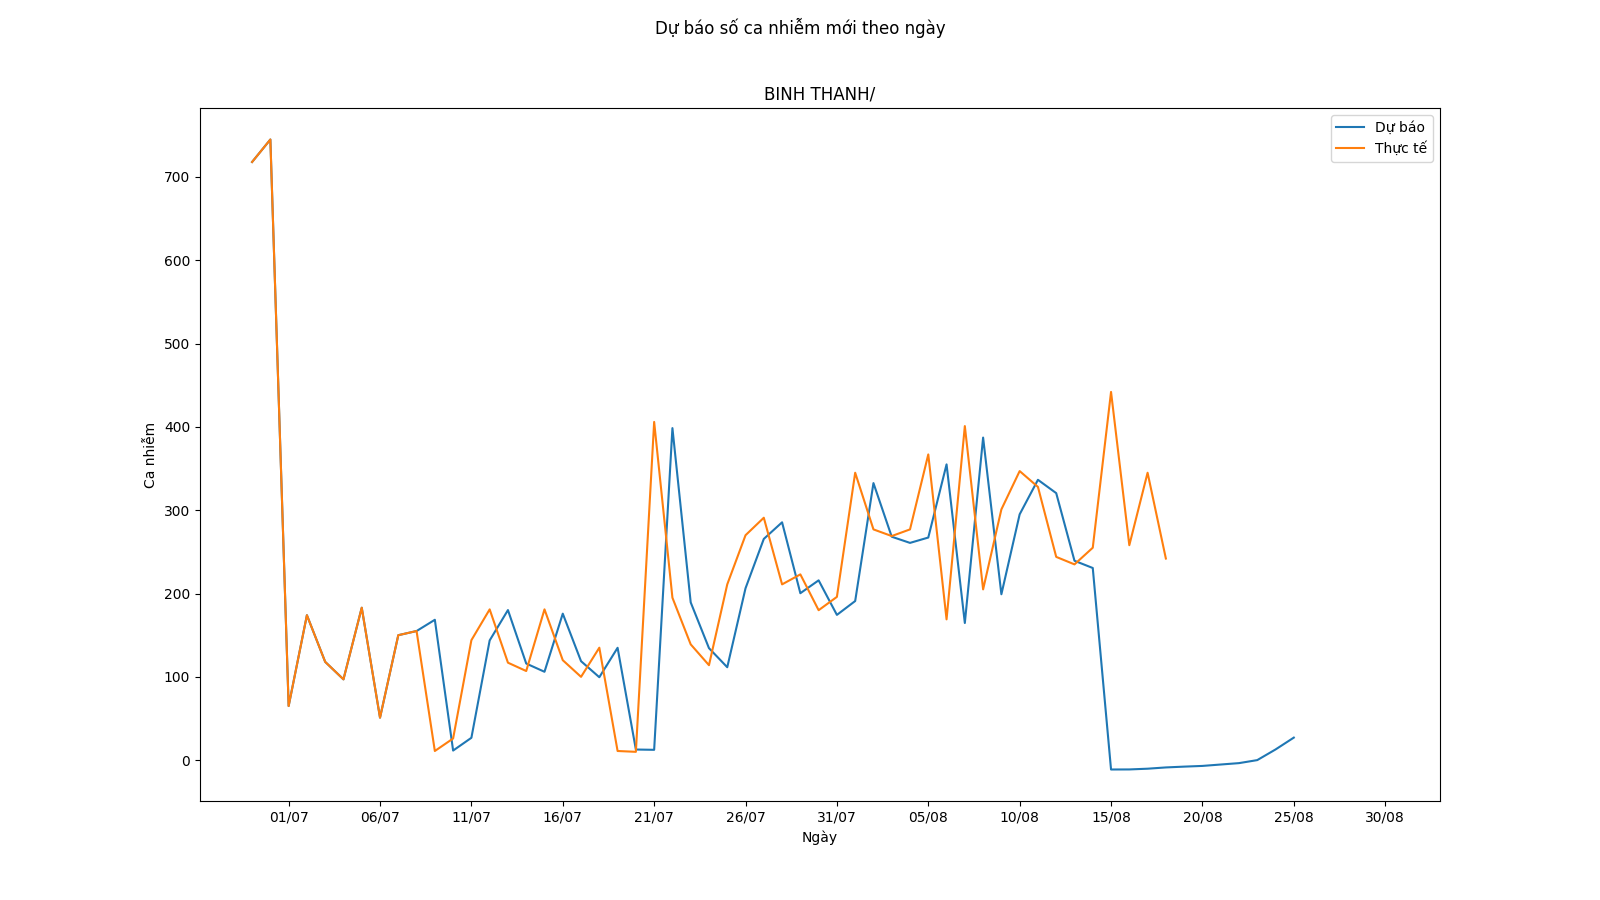 Dự báo số ca nhiễm mới theo ngày
BINH THANH/
Dự báo
Thực tế
700
600
500
400
300
200
100
0
Ca nhiễm
01/07 06/07 11/07 16/07 21/07 26/07 31/07 05/08 10/08 15/08 20/08 25/08 30/08
Ngày